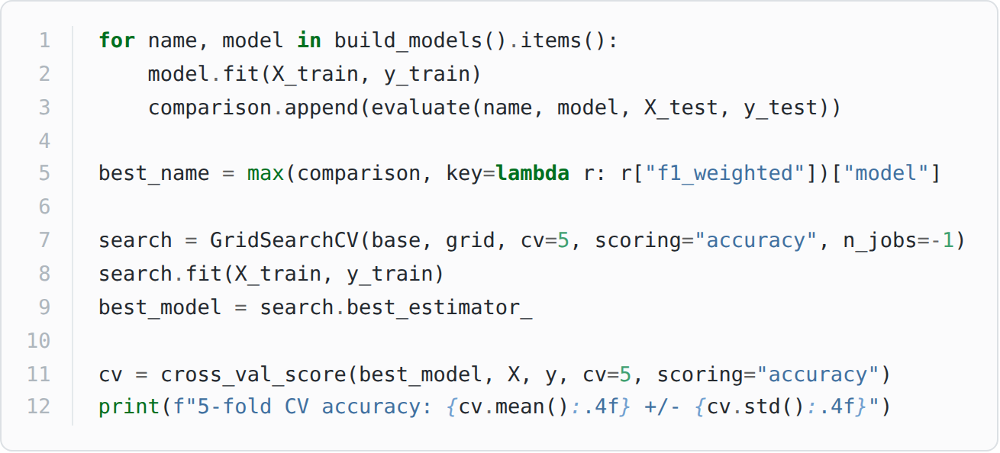 1 for name, model in build_models().items():
2     model.fit(X_train, y_train)
3     comparison.append(evaluate(name, model, X_test, y_test))
4
5 best_name = max(comparison, key=lambda r: r["f1_weighted"])["model"]
6
7 search = GridSearchCV(base, grid, cv=5, scoring="accuracy", n_jobs=-1)
8 search.fit(X_train, y_train)
9 best_model = search.best_estimator_
10
11 cv = cross_val_score(best_model, X, y, cv=5, scoring="accuracy")
12 print(f"5-fold CV accuracy: {cv.mean():.4f} +/- {cv.std():.4f}")